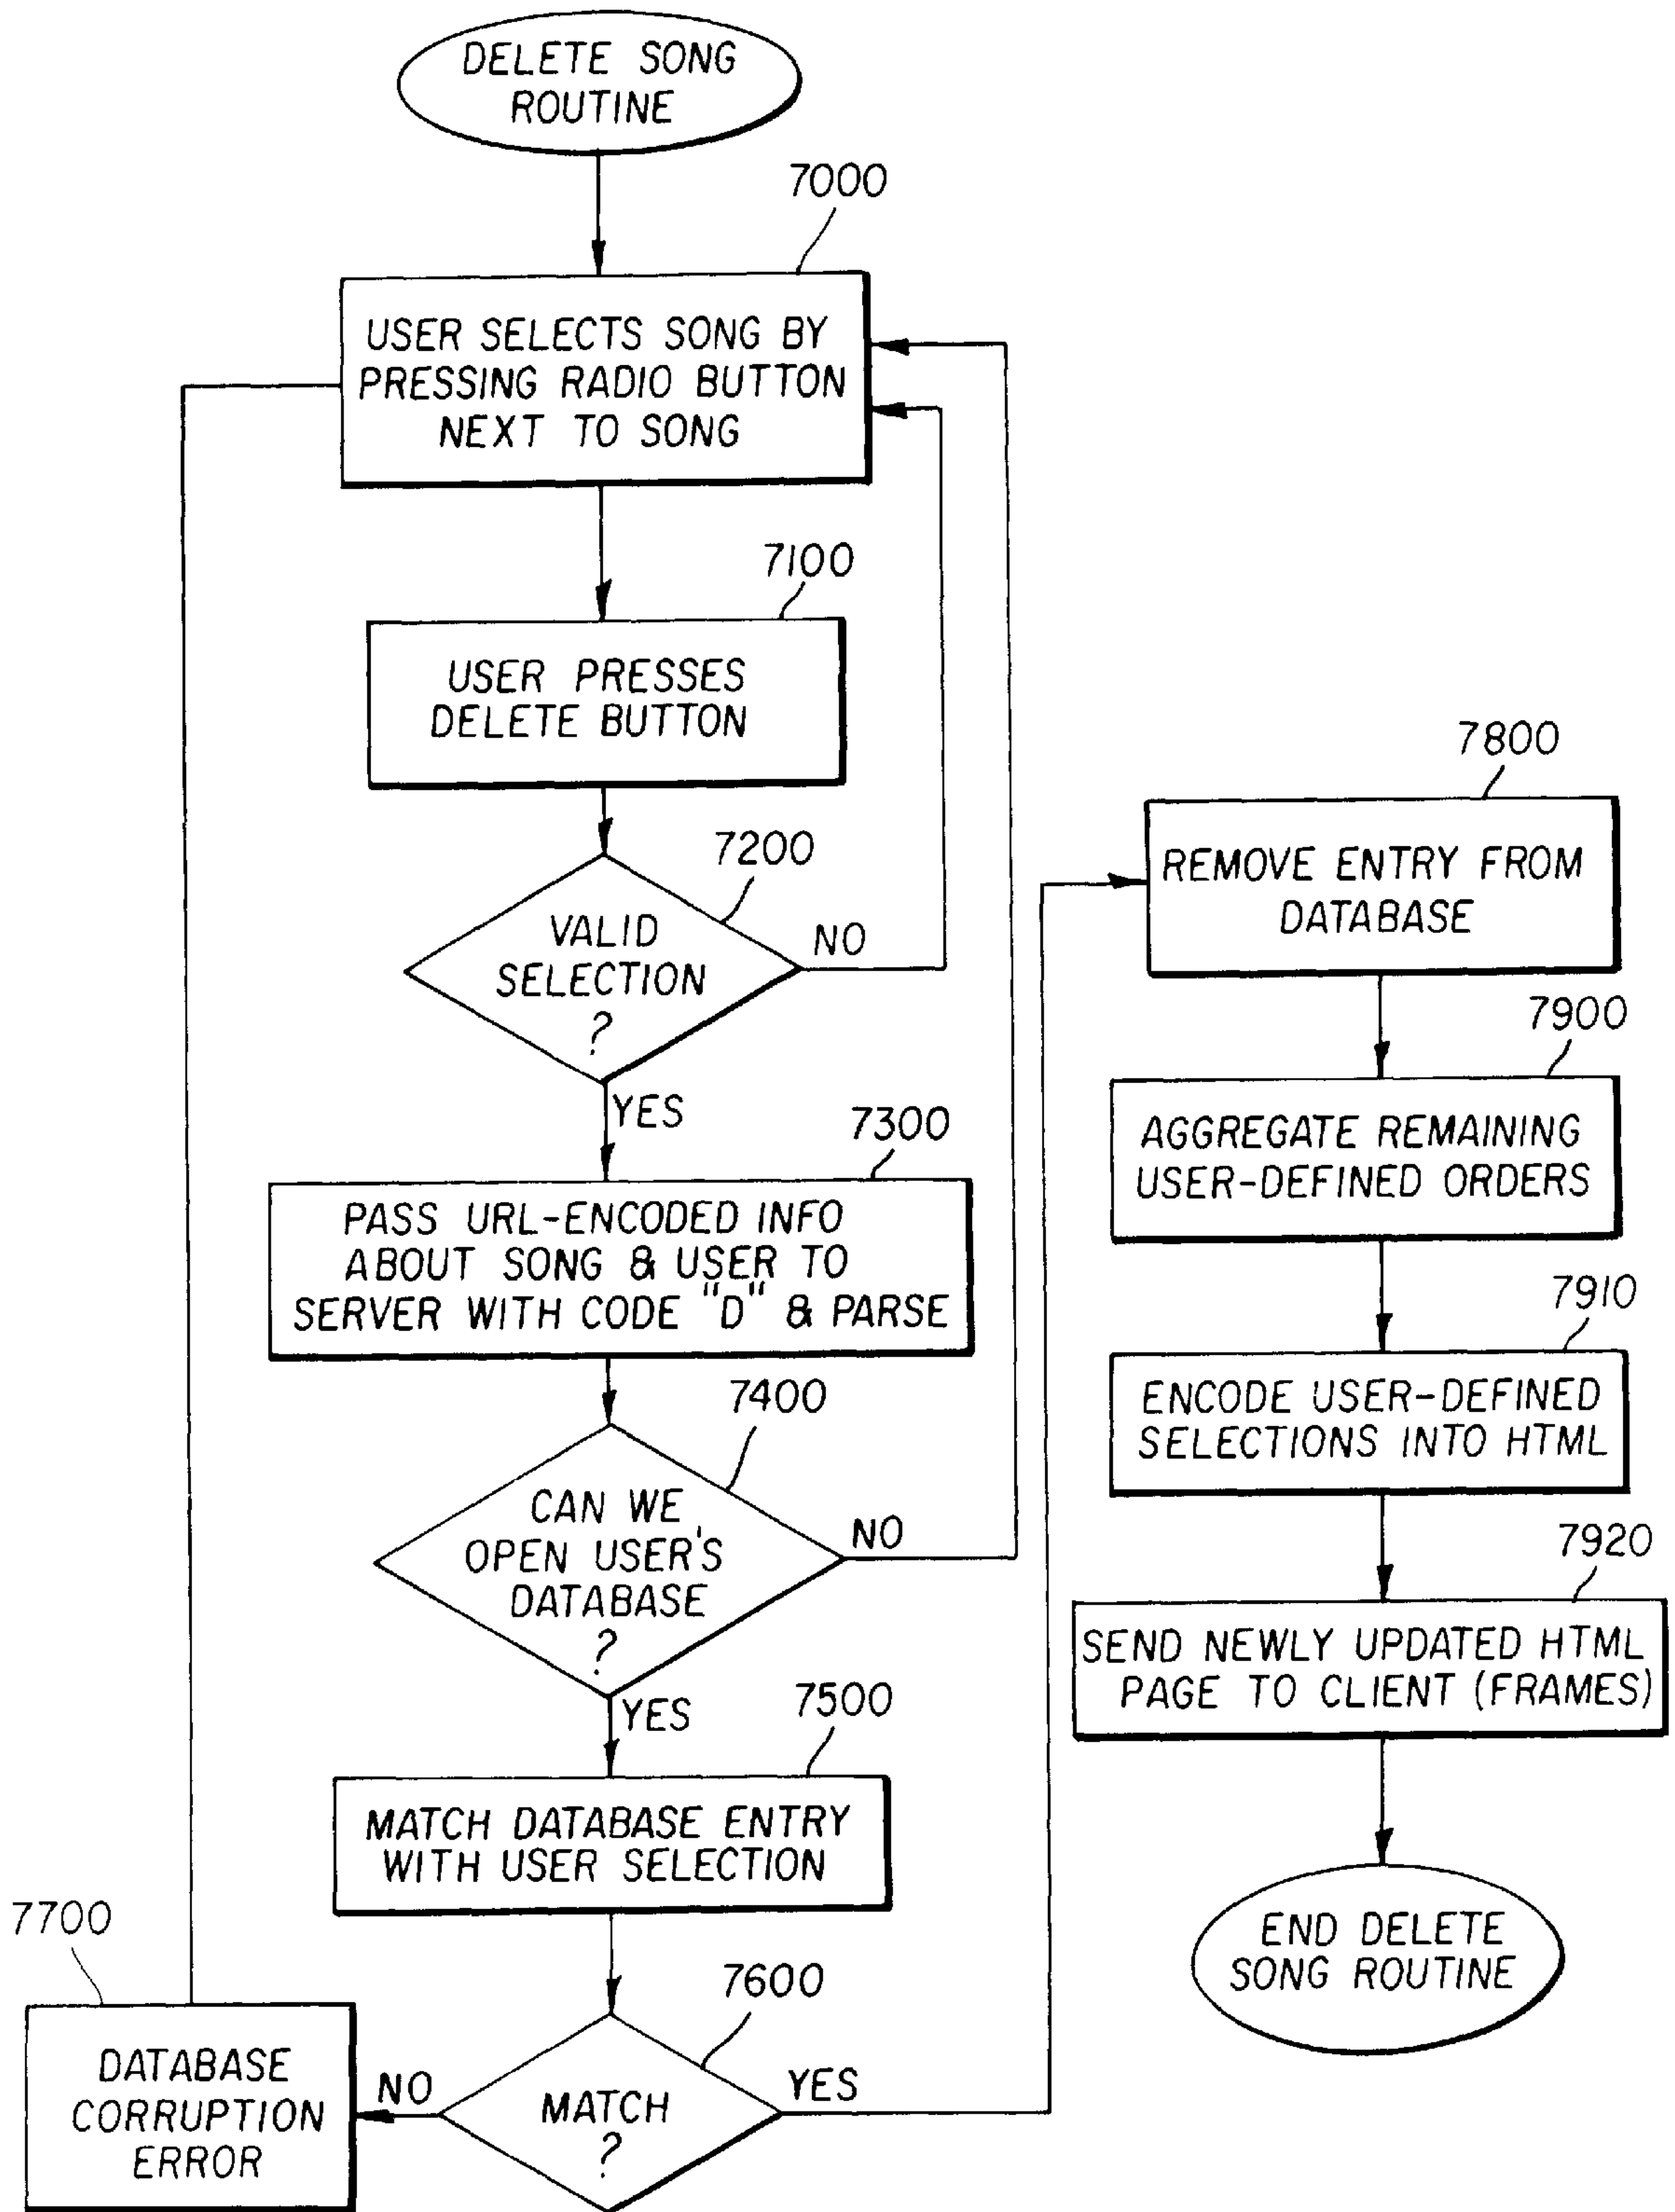 DELETE SONG
ROUTINE
7000
USER SELECTS SONG BY
PRESSING RADIO BUTTON
NEXT TO SONG
7100
USER PRESSES
DELETE BUTTON
7200
VALID
SELECTION
?
NO
YES
7300
PASS URL-ENCODED INFO
ABOUT SONG & USER TO
SERVER WITH CODE "D" & PARSE
7400
CAN WE
OPEN USER'S
DATABASE
?
NO
YES
7500
MATCH DATABASE ENTRY
WITH USER SELECTION
7600
MATCH
?
NO
YES
7700
DATABASE
CORRUPTION
ERROR
7800
REMOVE ENTRY FROM
DATABASE
7900
AGGREGATE REMAINING
USER-DEFINED ORDERS
7910
ENCODE USER-DEFINED
SELECTIONS INTO HTML
7920
SEND NEWLY UPDATED HTML
PAGE TO CLIENT (FRAMES)
END DELETE
SONG ROUTINE